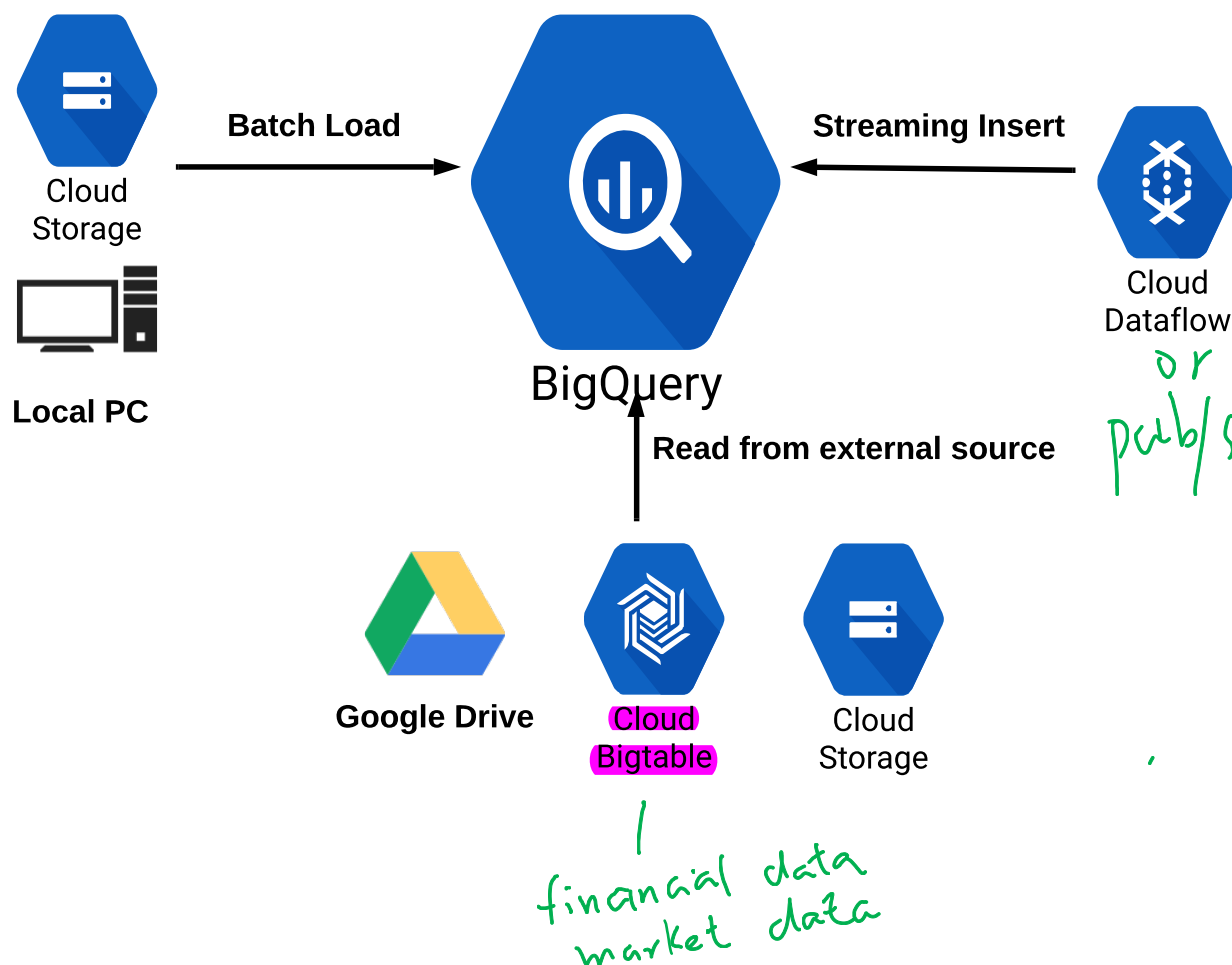 Batch Load
Streaming Insert
Cloud
Storage
Cloud
Dataflow
or
pub/s
Local PC
BigQuery
Read from external source
Google Drive
Cloud
Bigtable
Cloud
Storage
financial data
market data